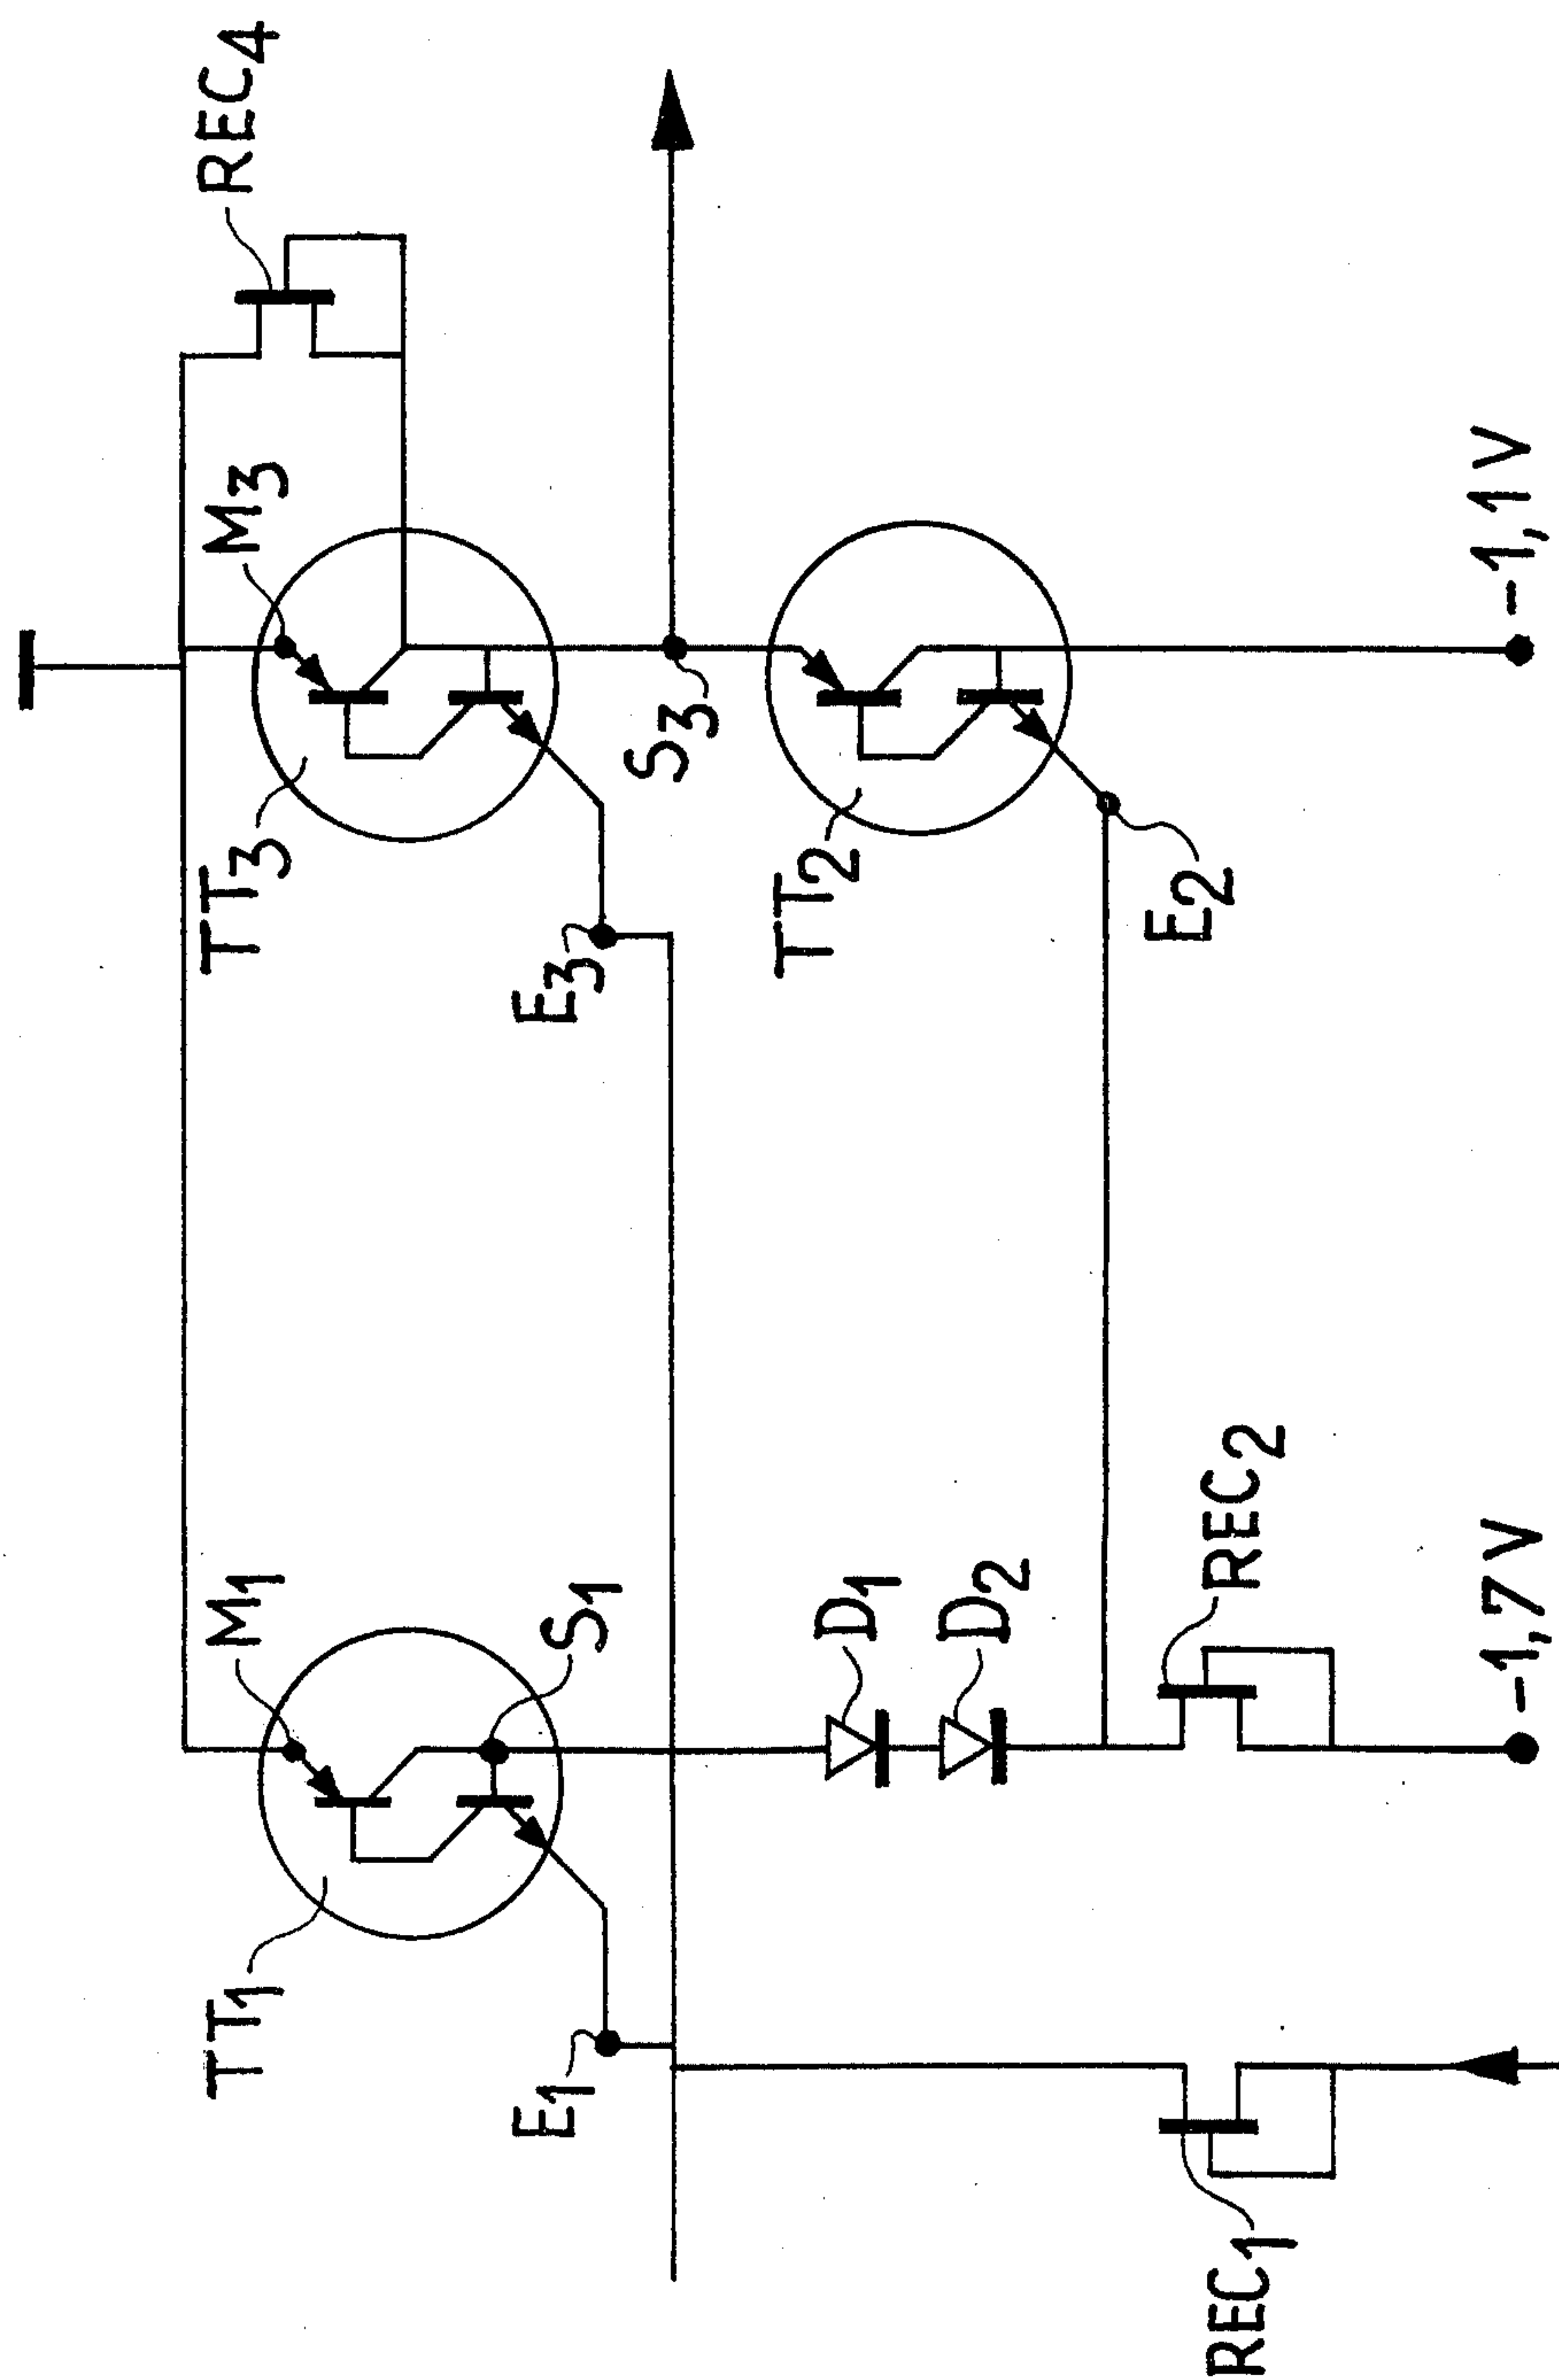 REC4
M3
TT3
E3
S3
TT2
E2
-1,1V
M1
S1
TT1
E1
D1
D2
REC2
-1,7V
REC1